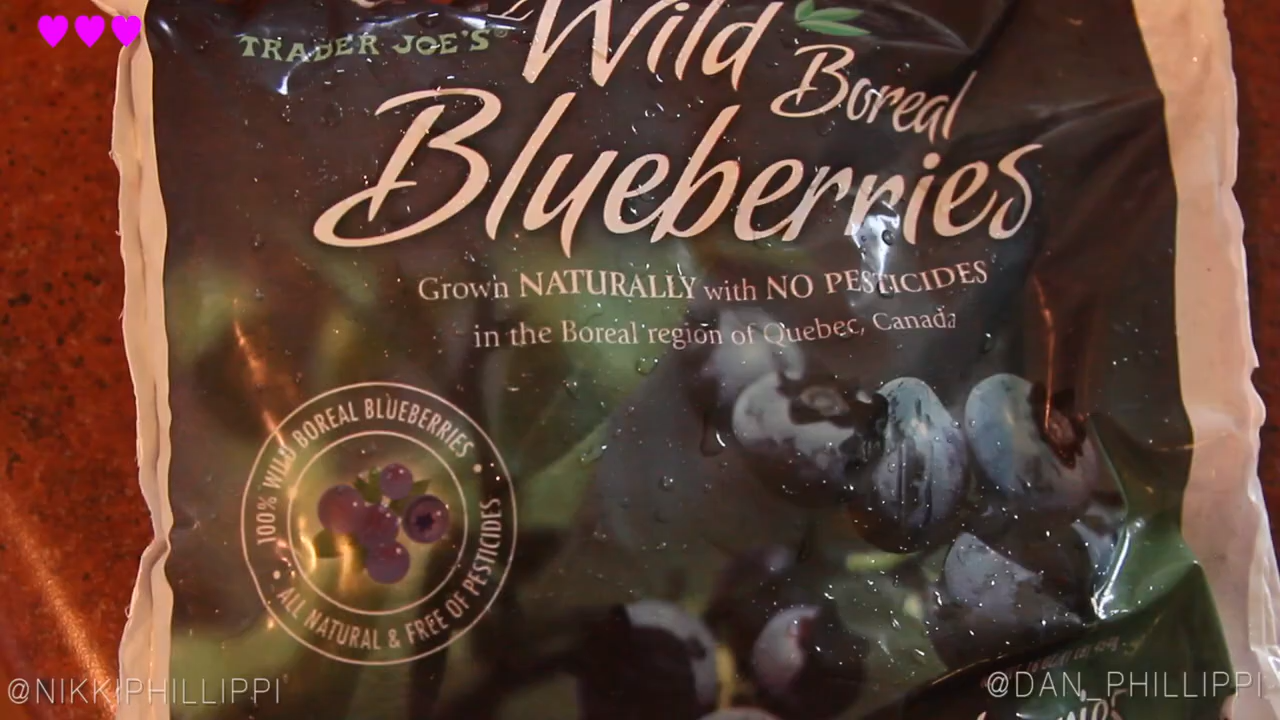 TRADER JOE'S®
Wild
Boreal
Blueberries
Grown NATURALLY with NO PESTICIDES
in the Boreal region of Quebec, Canada
100% WILD BOREAL BLUEBERRIES
• ALL NATURAL & FREE OF PESTICIDES •
@NIKKIPHILLIPPI
@DAN_PHILLIPPI